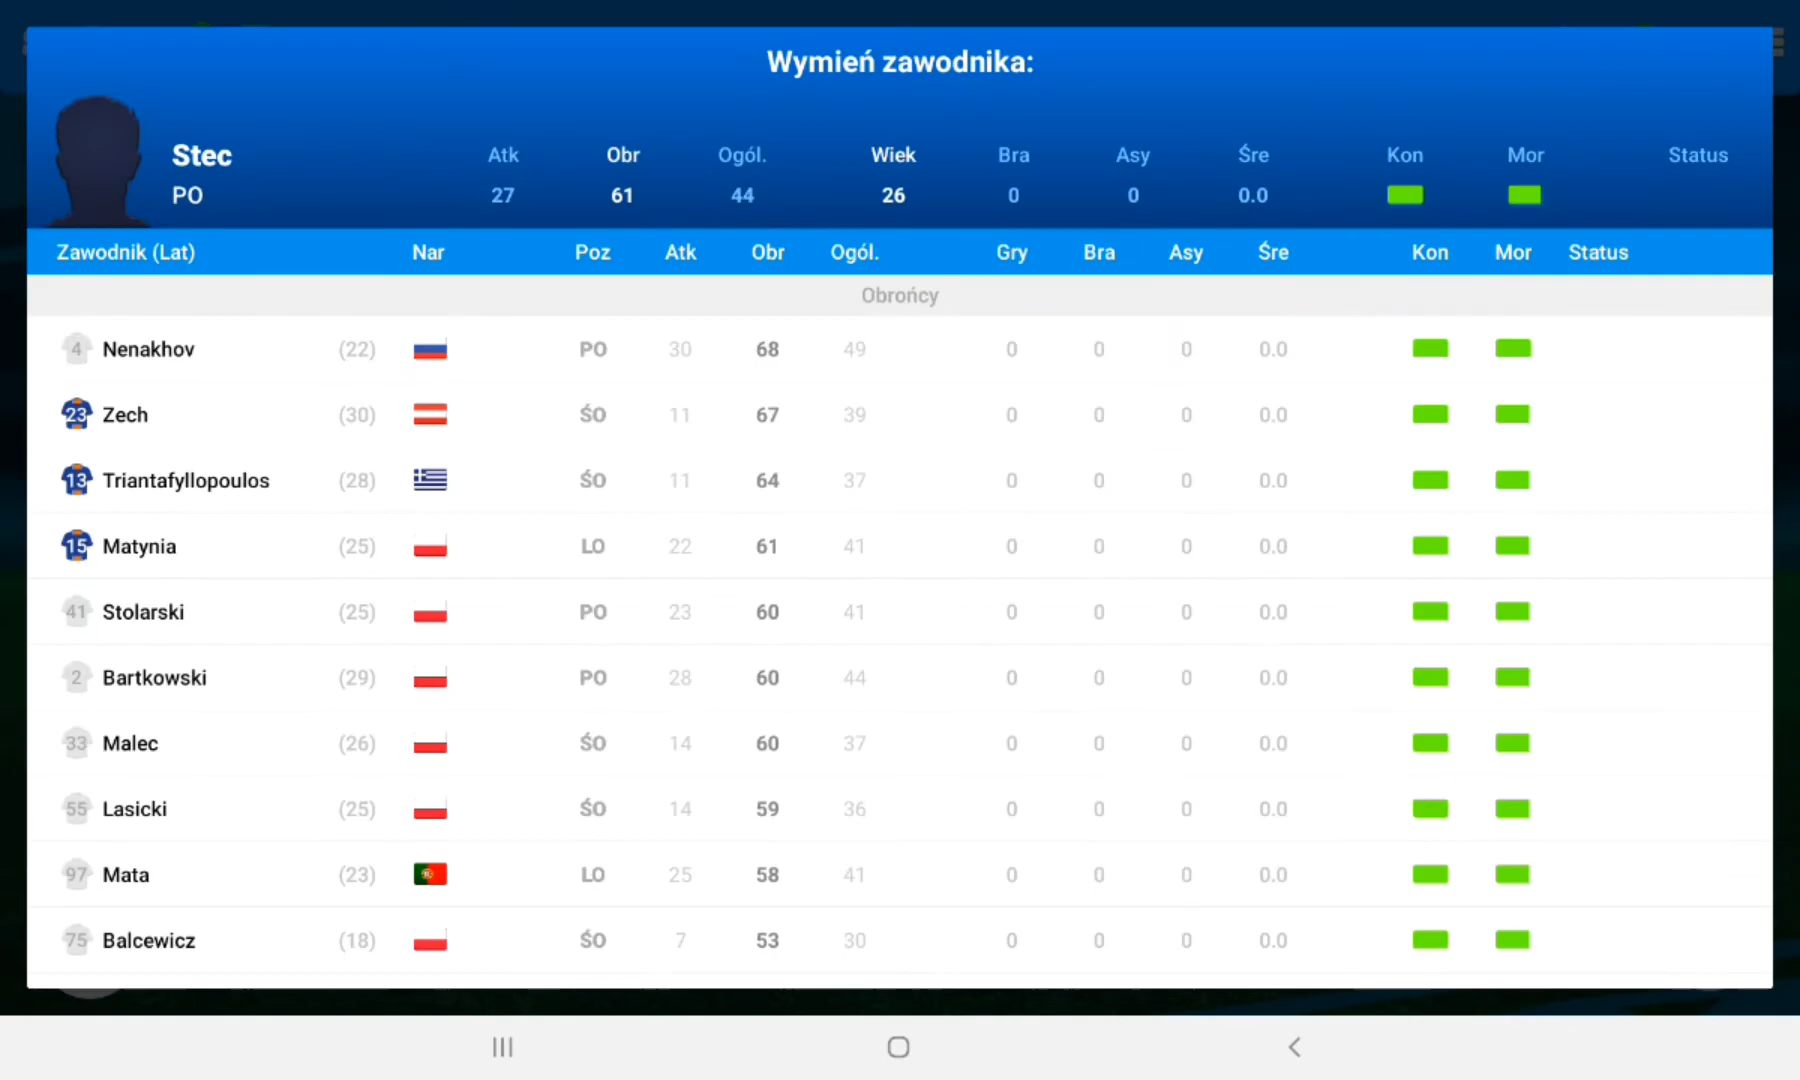 Wymień zawodnika:
Stec Atk Obr Ogól. Wiek Bra Asy Śre Kon Mor Status
PO 27 61 44 26 0 0 0.0
Zawodnik (Lat) Nar Poz Atk Obr Ogól. Gry Bra Asy Śre Kon Mor Status
Obrońcy
4 Nenakhov (22) PO 30 68 49 0 0 0 0.0
23 Zech (30) ŚO 11 67 39 0 0 0 0.0
13 Triantafyllopoulos (28) ŚO 11 64 37 0 0 0 0.0
15 Matynia (25) LO 22 61 41 0 0 0 0.0
41 Stolarski (25) PO 23 60 41 0 0 0 0.0
2 Bartkowski (29) PO 28 60 44 0 0 0 0.0
33 Malec (26) ŚO 14 60 37 0 0 0 0.0
55 Lasicki (25) ŚO 14 59 36 0 0 0 0.0
97 Mata (23) LO 25 58 41 0 0 0 0.0
75 Balcewicz (18) ŚO 7 53 30 0 0 0 0.0